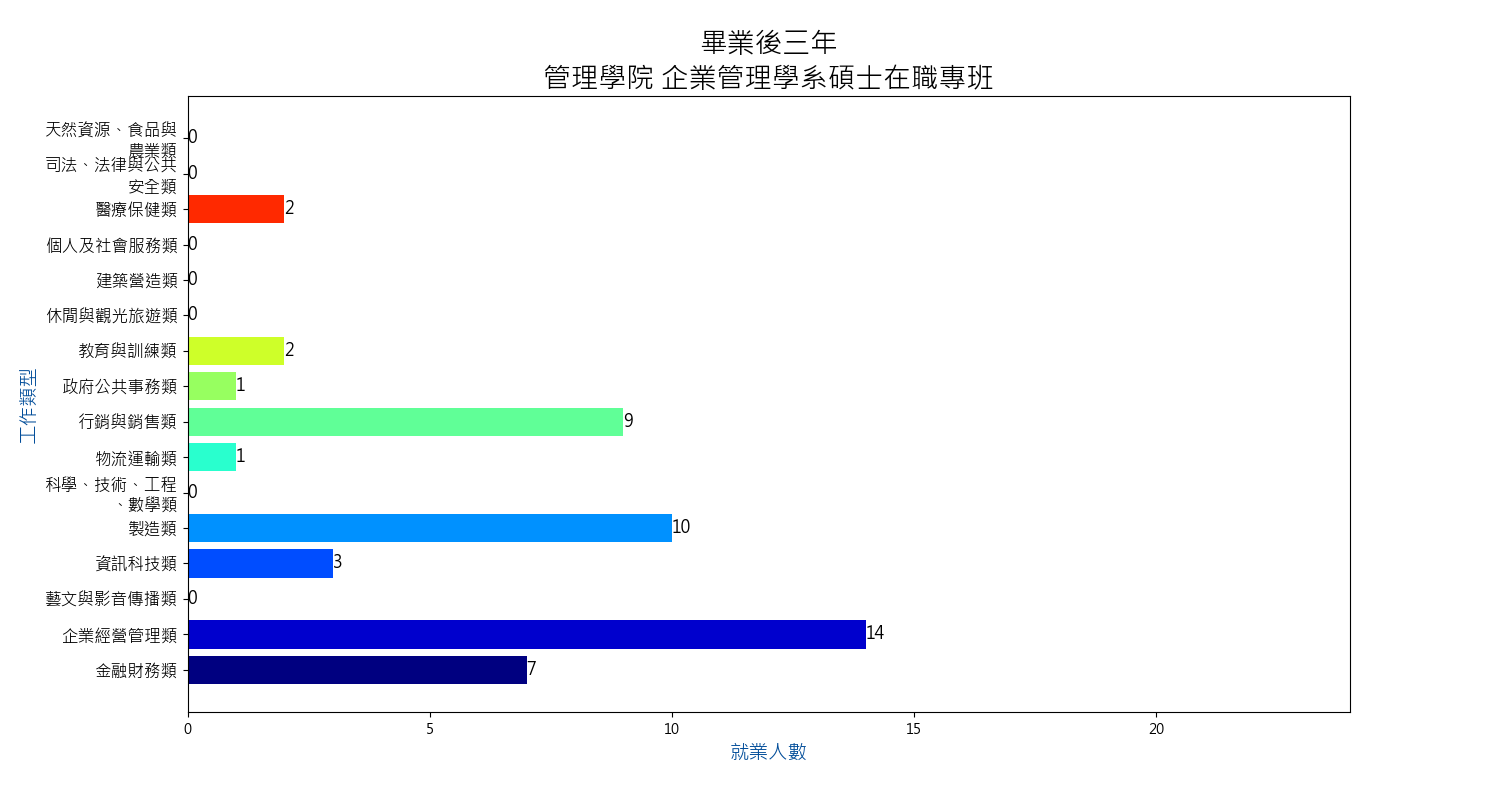 畢業後三年
管理學院 企業管理學系碩士在職專班
天然資源、食品與
農業類
0
司法、法律與公共
安全類
0
醫療保健類
2
個人及社會服務類
0
建築營造類
0
休閒與觀光旅遊類
0
教育與訓練類
2
政府公共事務類
1
行銷與銷售類
9
物流運輸類
1
科學、技術、工程
、數學類
0
製造類
10
資訊科技類
3
藝文與影音傳播類
0
企業經營管理類
14
金融財務類
7
工作類型
0 5 10 15 20
就業人數